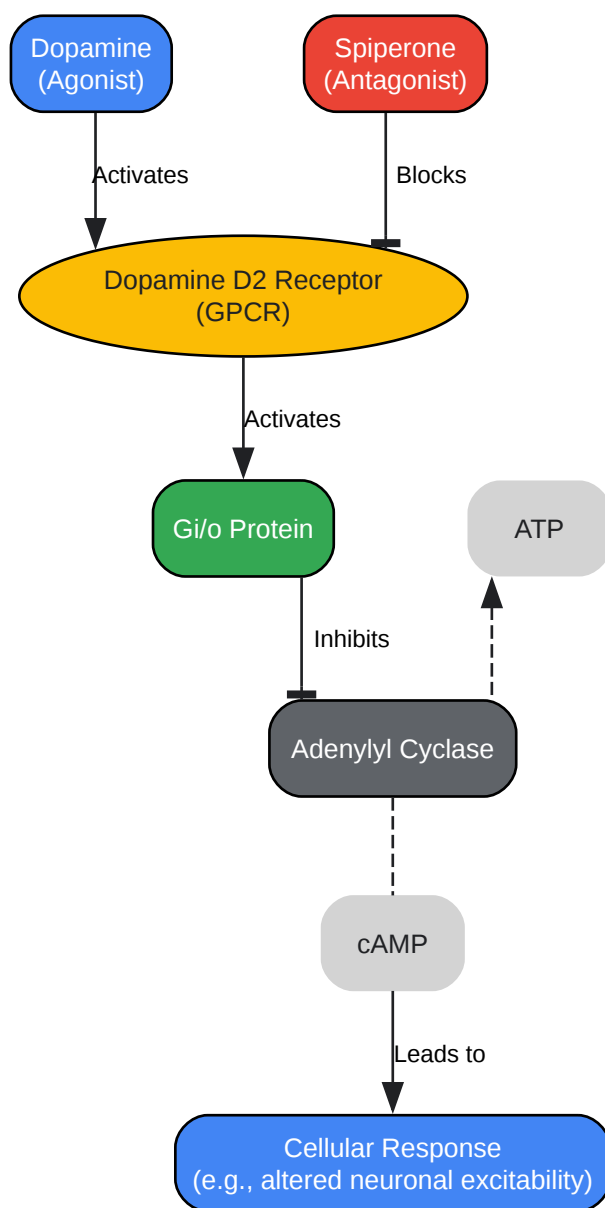 Dopamine
(Agonist)
Spiperone
(Antagonist)
Activates
Blocks
Dopamine D2 Receptor
(GPCR)
Activates
Gi/o Protein
ATP
Inhibits
Adenylyl Cyclase
cAMP
Leads to
Cellular Response
(e.g., altered neuronal excitability)